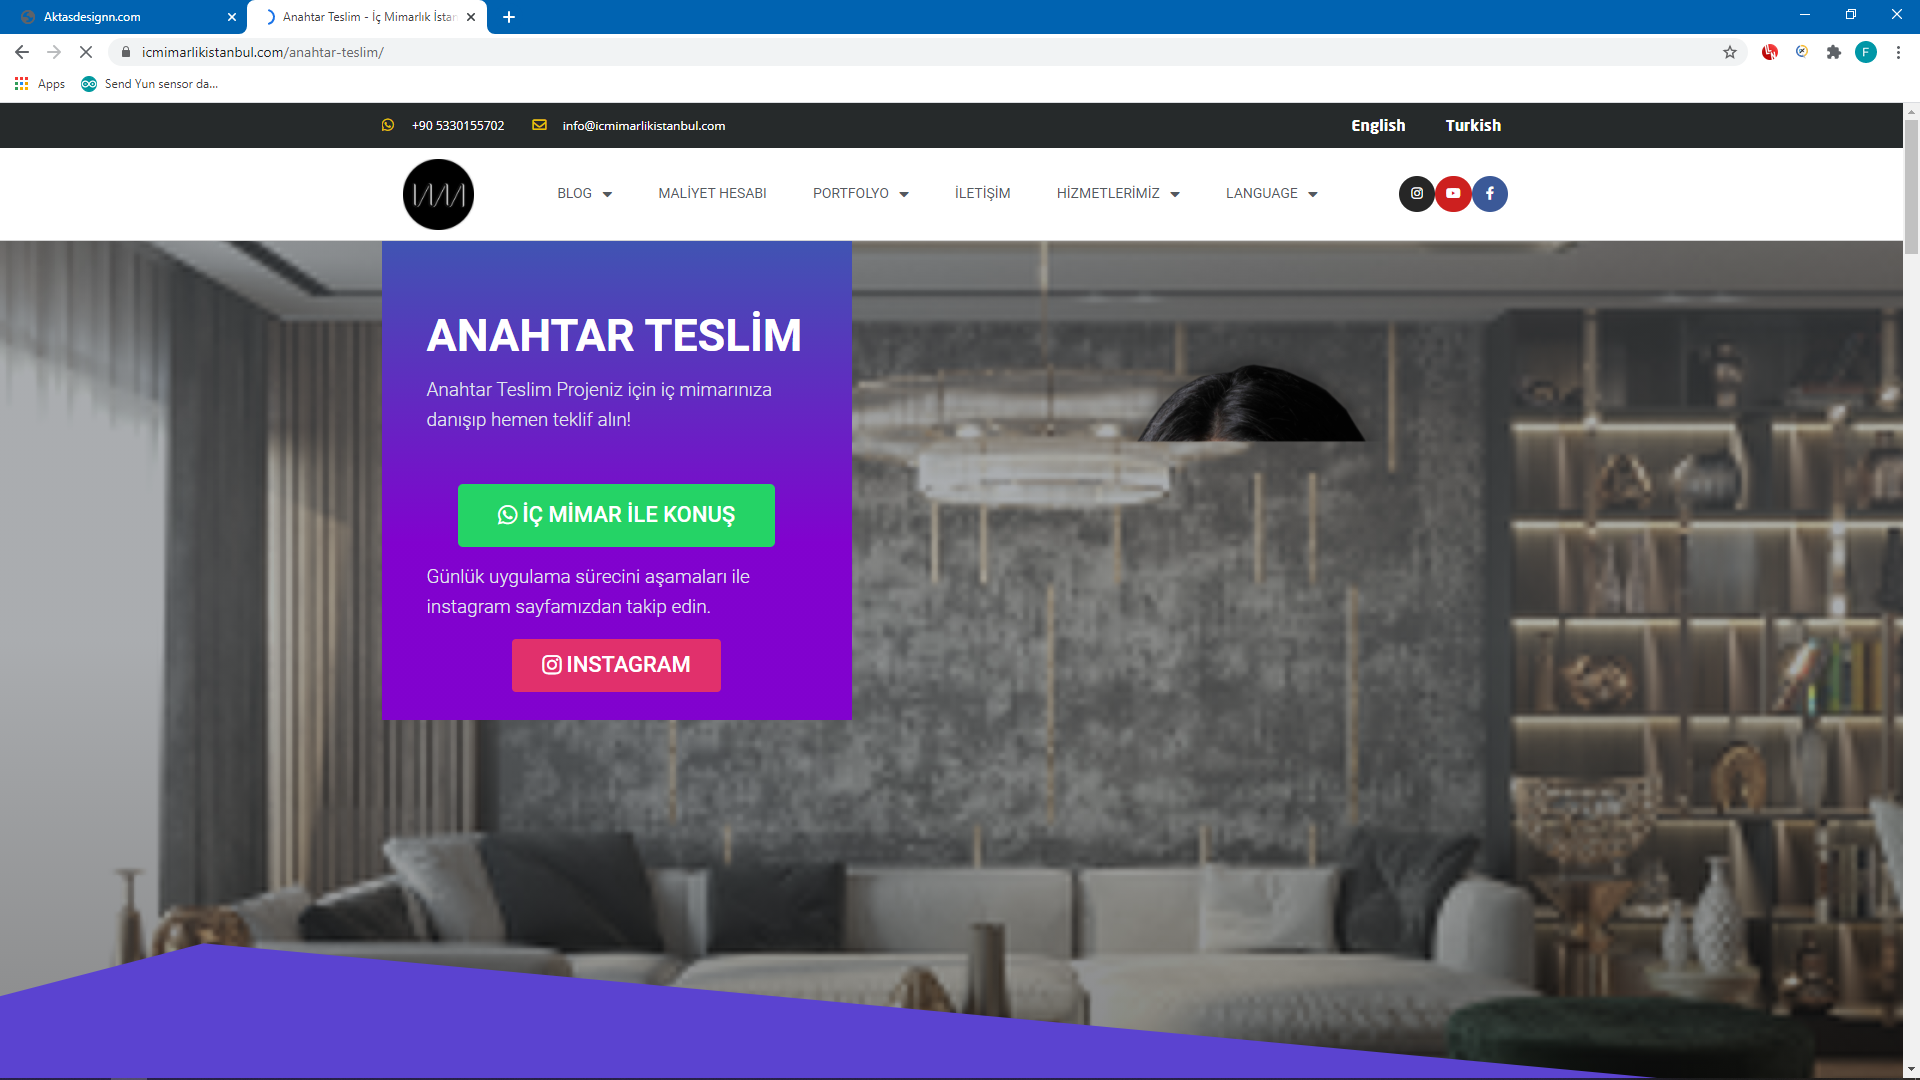 Aktasdesignn.com
Anahtar Teslim - İç Mimarlık İstan
icmimarlikistanbul.com/anahtar-teslim/
F
Apps
Send Yun sensor da...
+90 5330155702
info@icmimarlikistanbul.com
English
Turkish
BLOG
MALİYET HESABI
PORTFOLYO
İLETİŞİM
HİZMETLERİMİZ
LANGUAGE
ANAHTAR TESLİM
Anahtar Teslim Projeniz için iç mimarınıza
danışıp hemen teklif alın!
İÇ MİMAR İLE KONUŞ
Günlük uygulama sürecini aşamaları ile
instagram sayfamızdan takip edin.
INSTAGRAM